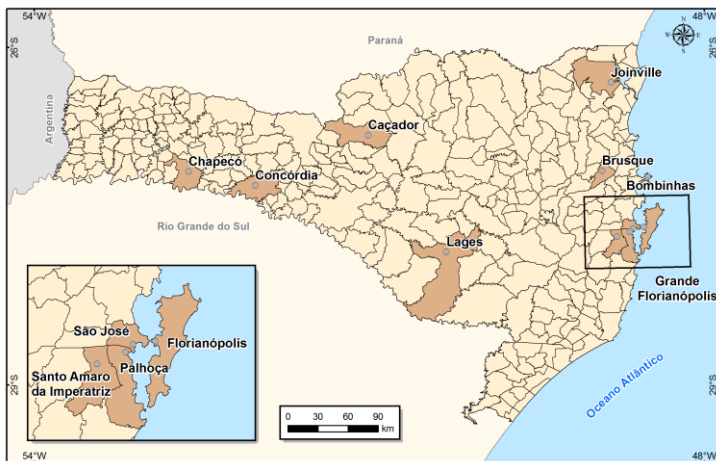 54°W
48°W
26°S
26°S
N
W
E
S
Paraná
Argentina
Joinville
Caçador
Chapecó
Concórdia
Brusque
Bombinhas
Rio Grande do Sul
Lages
Grande
Florianópolis
São José
Florianópolis
Palhoça
Santo Amaro
da Imperatriz
Oceano Atlântico
0 30 60 90
km
29°S
29°S
54°W
48°W